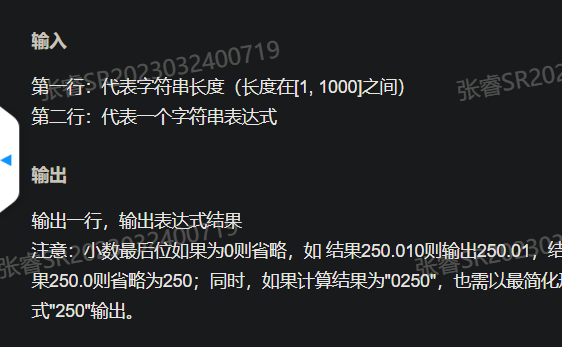 输入
第一行：代表字符串长度（长度在[1, 1000]之间）
第二行：代表一个字符串表达式
输出
输出一行，输出表达式结果
注意：小数最后位如果为0则省略，如 结果250.010则输出250.01，结
果250.0则省略为250；同时，如果计算结果为"0250"，也需以最简化形
式"250"输出。
张睿SR2023032400719
张睿SR202
张睿SR2023032400719
张睿SR2023032